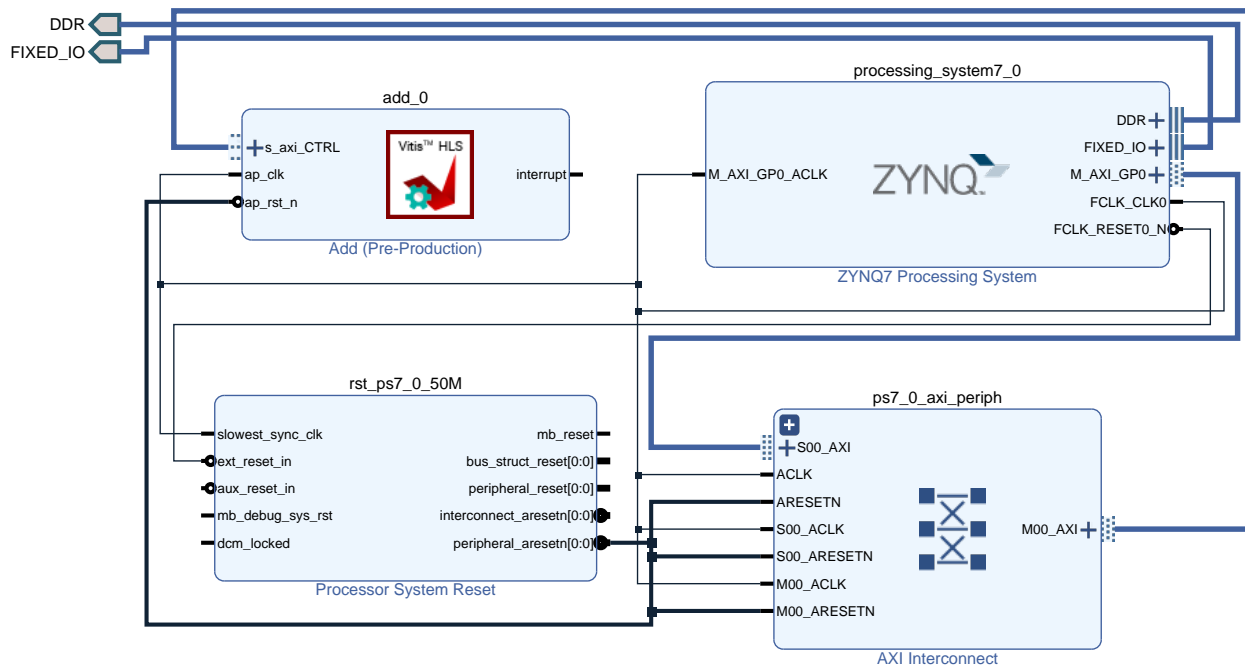 DDR
FIXED_IO
add_0
s_axi_CTRL
ap_clk
ap_rst_n
Vitis™ HLS
interrupt
Add (Pre-Production)
processing_system7_0
M_AXI_GP0_ACLK
ZYNQ™
DDR
FIXED_IO
M_AXI_GP0
FCLK_CLK0
FCLK_RESET0_N
ZYNQ7 Processing System
rst_ps7_0_50M
slowest_sync_clk
ext_reset_in
aux_reset_in
mb_debug_sys_rst
dcm_locked
mb_reset
bus_struct_reset[0:0]
peripheral_reset[0:0]
interconnect_aresetn[0:0]
peripheral_aresetn[0:0]
Processor System Reset
ps7_0_axi_periph
S00_AXI
ACLK
ARESETN
S00_ACLK
S00_ARESETN
M00_ACLK
M00_ARESETN
M00_AXI
AXI Interconnect